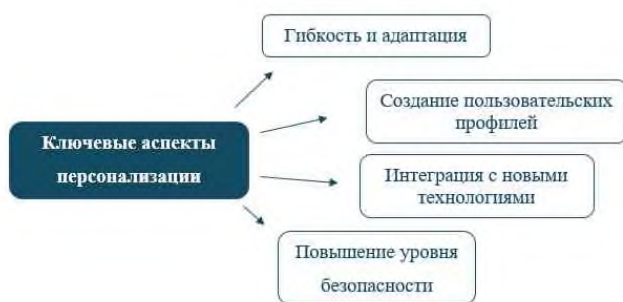 Гибкость и адаптация
Создание пользовательских
профилей
Ключевые аспекты
персонализации
Интеграция с новыми
технологиями
Повышение уровня
безопасности